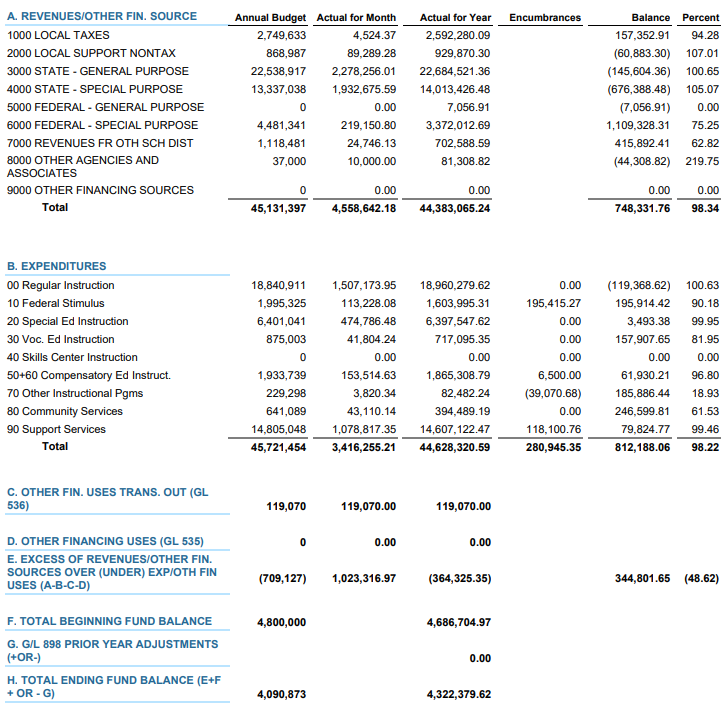 A. REVENUES/OTHER FIN. SOURCE Annual Budget Actual for Month Actual for Year Encumbrances Balance Percent
1000 LOCAL TAXES 2,749,633 4,524.37 2,592,280.09 157,352.91 94.28
2000 LOCAL SUPPORT NONTAX 868,987 89,289.28 929,870.30 (60,883.30) 107.01
3000 STATE - GENERAL PURPOSE 22,538,917 2,278,256.01 22,684,521.36 (145,604.36) 100.65
4000 STATE - SPECIAL PURPOSE 13,337,038 1,932,675.59 14,013,426.48 (676,388.48) 105.07
5000 FEDERAL - GENERAL PURPOSE 0 0.00 7,056.91 (7,056.91) 0.00
6000 FEDERAL - SPECIAL PURPOSE 4,481,341 219,150.80 3,372,012.69 1,109,328.31 75.25
7000 REVENUES FR OTH SCH DIST 1,118,481 24,746.13 702,588.59 415,892.41 62.82
8000 OTHER AGENCIES AND 37,000 10,000.00 81,308.82 (44,308.82) 219.75
ASSOCIATES
9000 OTHER FINANCING SOURCES 0 0.00 0.00 0.00 0.00
Total 45,131,397 4,558,642.18 44,383,065.24 748,331.76 98.34
B. EXPENDITURES
00 Regular Instruction 18,840,911 1,507,173.95 18,960,279.62 0.00 (119,368.62) 100.63
10 Federal Stimulus 1,995,325 113,228.08 1,603,995.31 195,415.27 195,914.42 90.18
20 Special Ed Instruction 6,401,041 474,786.48 6,397,547.62 0.00 3,493.38 99.95
30 Voc. Ed Instruction 875,003 41,804.24 717,095.35 0.00 157,907.65 81.95
40 Skills Center Instruction 0 0.00 0.00 0.00 0.00 0.00
50+60 Compensatory Ed Instruct. 1,933,739 153,514.63 1,865,308.79 6,500.00 61,930.21 96.80
70 Other Instructional Pgms 229,298 3,820.34 82,482.24 (39,070.68) 185,886.44 18.93
80 Community Services 641,089 43,110.14 394,489.19 0.00 246,599.81 61.53
90 Support Services 14,805,048 1,078,817.35 14,607,122.47 118,100.76 79,824.77 99.46
Total 45,721,454 3,416,255.21 44,628,320.59 280,945.35 812,188.06 98.22
C. OTHER FIN. USES TRANS. OUT (GL
536) 119,070 119,070.00 119,070.00
D. OTHER FINANCING USES (GL 535) 0 0.00 0.00
E. EXCESS OF REVENUES/OTHER FIN.
SOURCES OVER (UNDER) EXP/OTH FIN (709,127) 1,023,316.97 (364,325.35) 344,801.65 (48.62)
USES (A-B-C-D)
F. TOTAL BEGINNING FUND BALANCE 4,800,000 4,686,704.97
G. G/L 898 PRIOR YEAR ADJUSTMENTS
(+OR-) 0.00
H. TOTAL ENDING FUND BALANCE (E+F
+ OR - G) 4,090,873 4,322,379.62